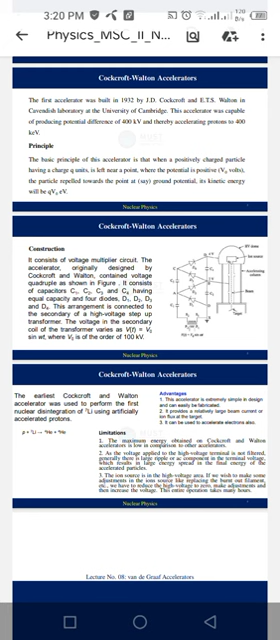 3:20 PM
Physics_MSC_II_N...
Cockcroft-Walton Accelerators
The first accelerator was built in 1932 by J.D. Cockcroft and E.T.S. Walton in
Cavendish laboratory at the University of Cambridge. This accelerator was capable
of producing potential difference of 400 kV and thereby accelerating protons to 400
keV.
Principle
The basic principle of this accelerator is that when a positively charged particle
having a charge q units, is left near a point, where the potential is positive (V₀ volts),
the particle repelled towards the point at (say) ground potential, its kinetic energy
will be qV₀ eV.
Nuclear Physics
Cockcroft-Walton Accelerators
Construction
It consists of voltage multiplier circuit. The
accelerator, originally designed by
Cockcroft and Walton, contained voltage
quadruple as shown in Figure . It consists
of capacitors C₁, C₂, C₃ and C₄ having
equal capacity and four diodes, D₁, D₂, D₃
and D₄. This arrangement is connected to
the secondary of a high-voltage step up
transformer. The voltage in the secondary
coil of the transformer varies as V(t) = V₀
sin wt, where V₀ is of the order of 100 kV.
Nuclear Physics
Cockcroft-Walton Accelerators
The earliest Cockcroft and Walton
accelerator was used to perform the first
nuclear disintegration of ⁷Li using artificially
accelerated protons.
p + ⁷Li → ⁴He + ⁴He
Advantages
1. This accelerator is extremely simple in design
and can easily be fabricated.
2. It provides a relatively large beam current or
ion flux at the target.
3. It can be used to accelerate electrons also.
Limitations
1. The maximum energy obtained on Cockcroft and Walton
accelerators is low in comparison to other accelerators.
2. As the voltage applied to the high-voltage terminal is not filtered,
generally there is large ripple or ac component in the terminal voltage,
which results in large energy spread in the final energy of the
accelerated particles.
3. The ion source is in the high-voltage area. If we wish to make some
adjustments in the ions source like replacing the burnt out filament,
etc., we have to reduce the high-voltage to zero, make adjustments and
then increase the voltage. This entire operation takes many hours.
Nuclear Physics
Lecture No. 08: van de Graaf Accelerators